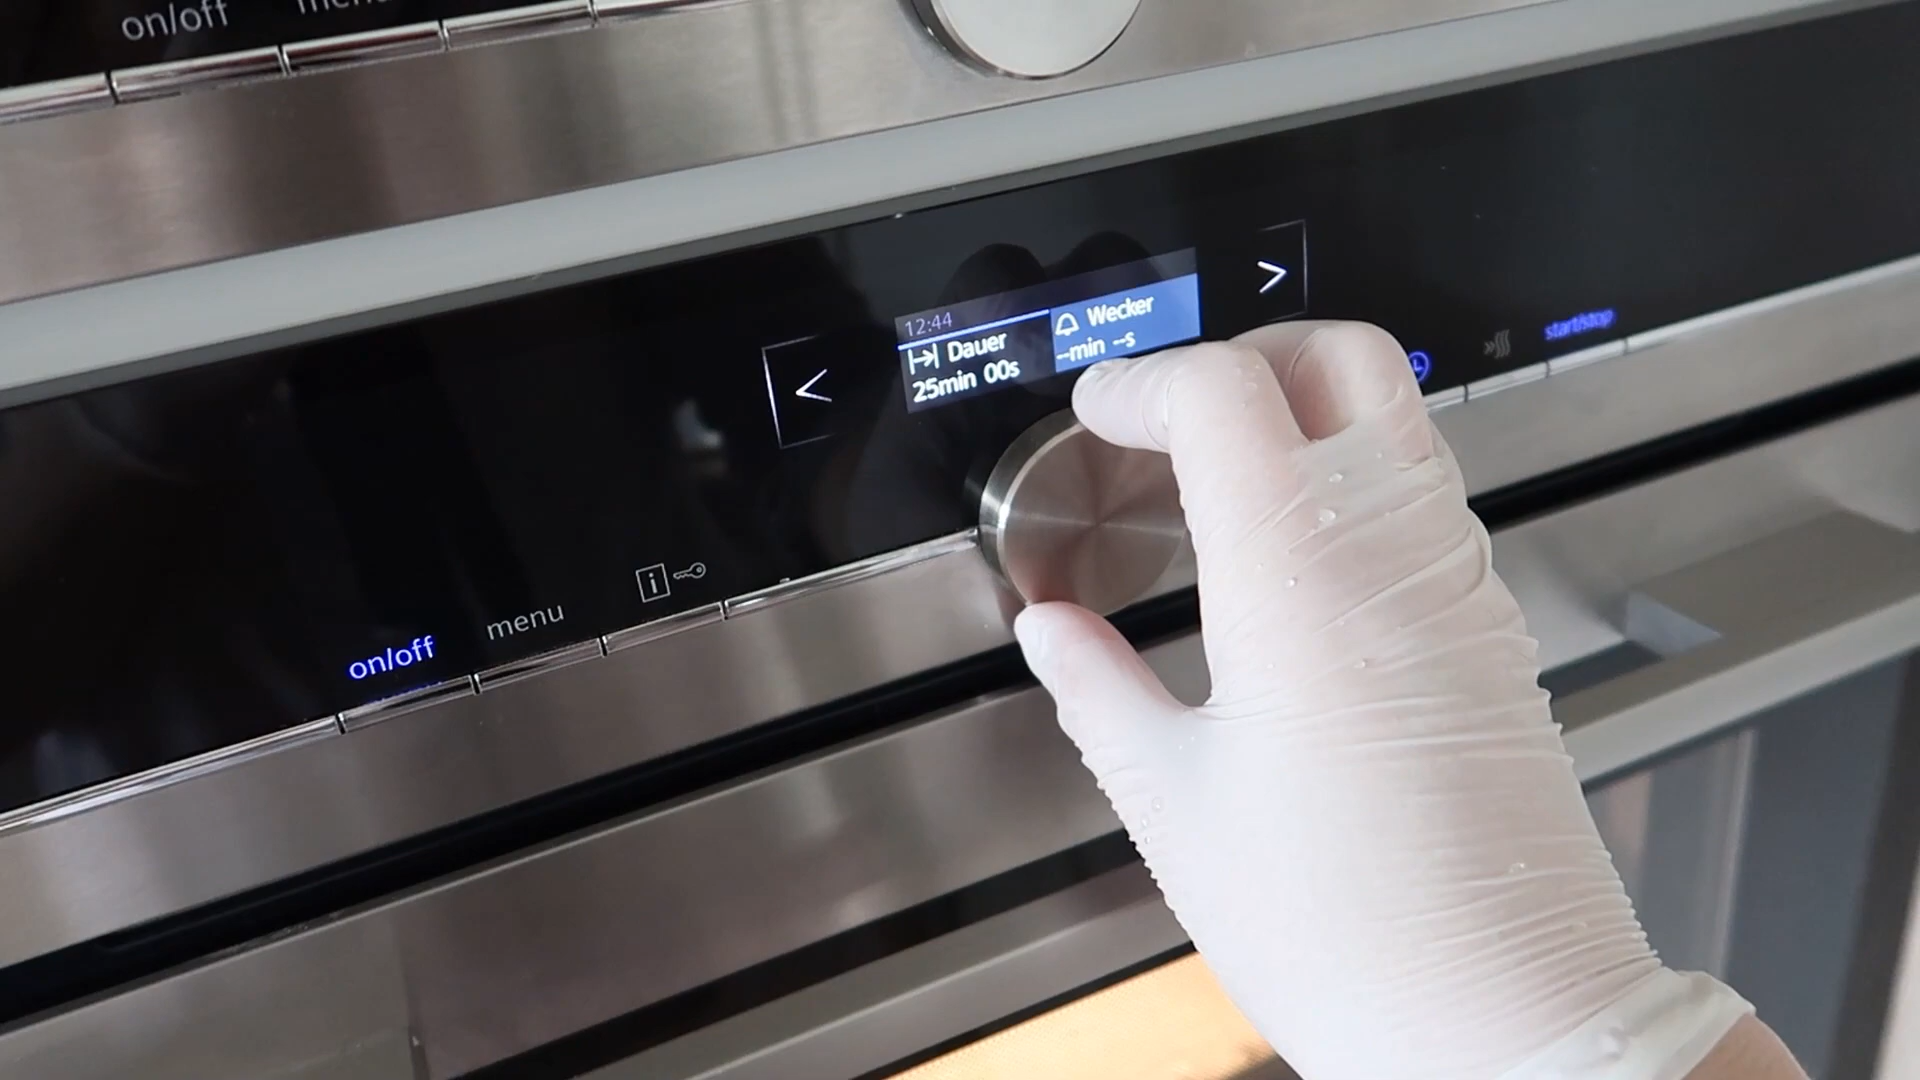 on/off
12:44
Dauer
25min 00s
Wecker
--min --s
<
>
start/stop
i
menu
on/off